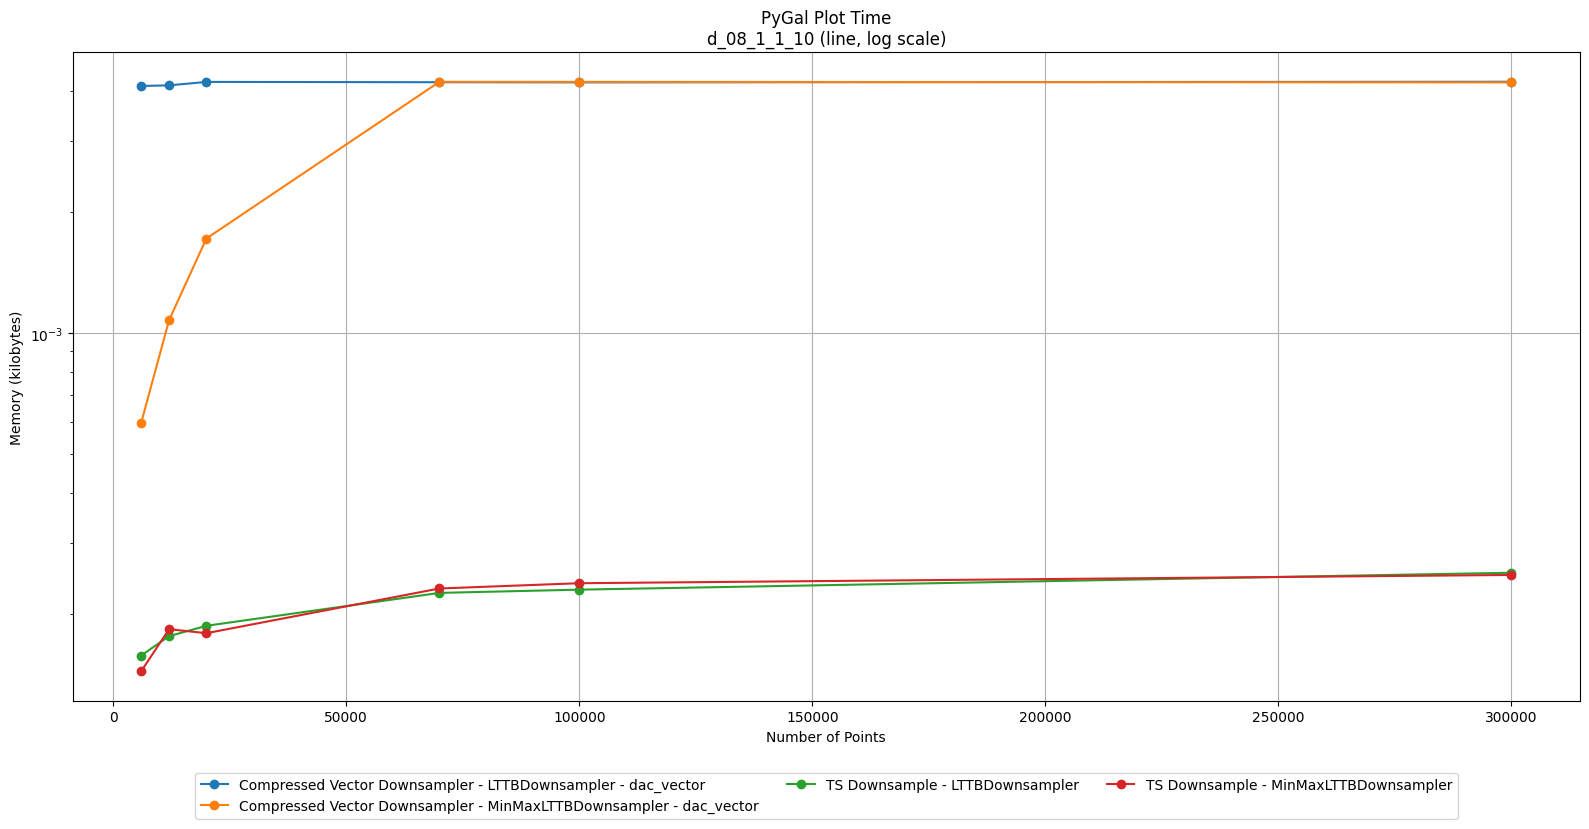 PyGal Plot Time
d_08_1_1_10 (line, log scale)
Memory (kilobytes)
10⁻³
0 50000 100000 150000 200000 250000 300000
Number of Points
Compressed Vector Downsampler - LTTBDownsampler - dac_vector
Compressed Vector Downsampler - MinMaxLTTBDownsampler - dac_vector
TS Downsample - LTTBDownsampler
TS Downsample - MinMaxLTTBDownsampler